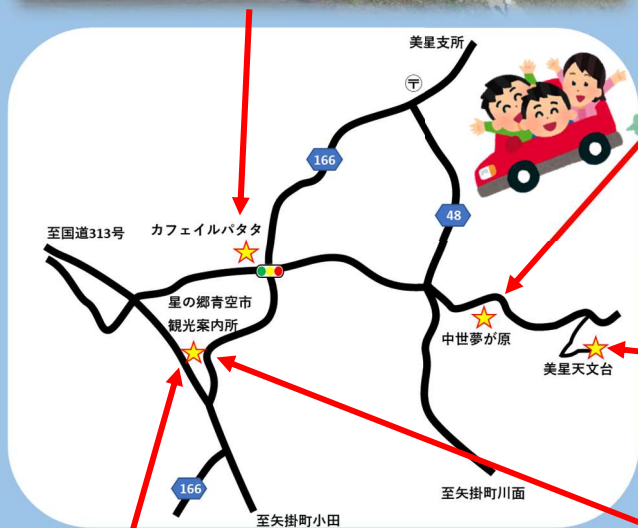 美星支所
〒
166
48
至国道313号
カフェイルパタタ
星の郷青空市
観光案内所
中世夢が原
美星天文台
166
至矢掛町川面
至矢掛町小田